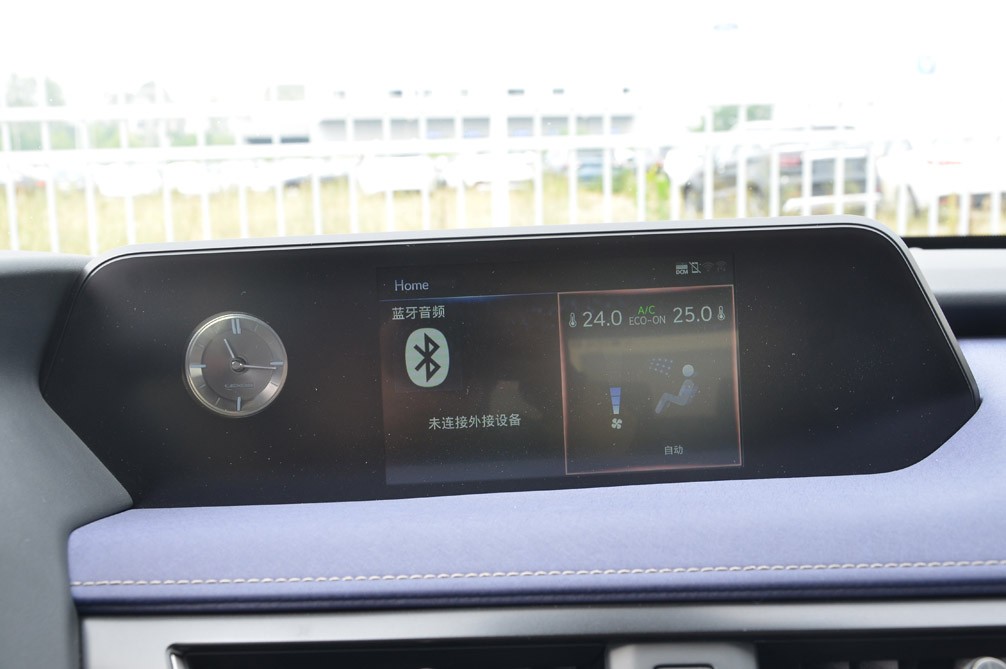 Home
DCM
蓝牙音频
24.0
A/C
ECO-ON
25.0
未连接外接设备
自动